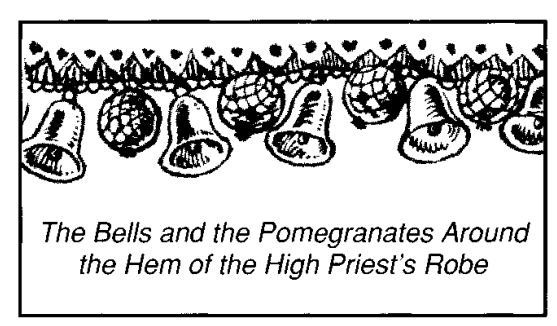 The Bells and the Pomegranates Around
the Hem of the High Priest's Robe